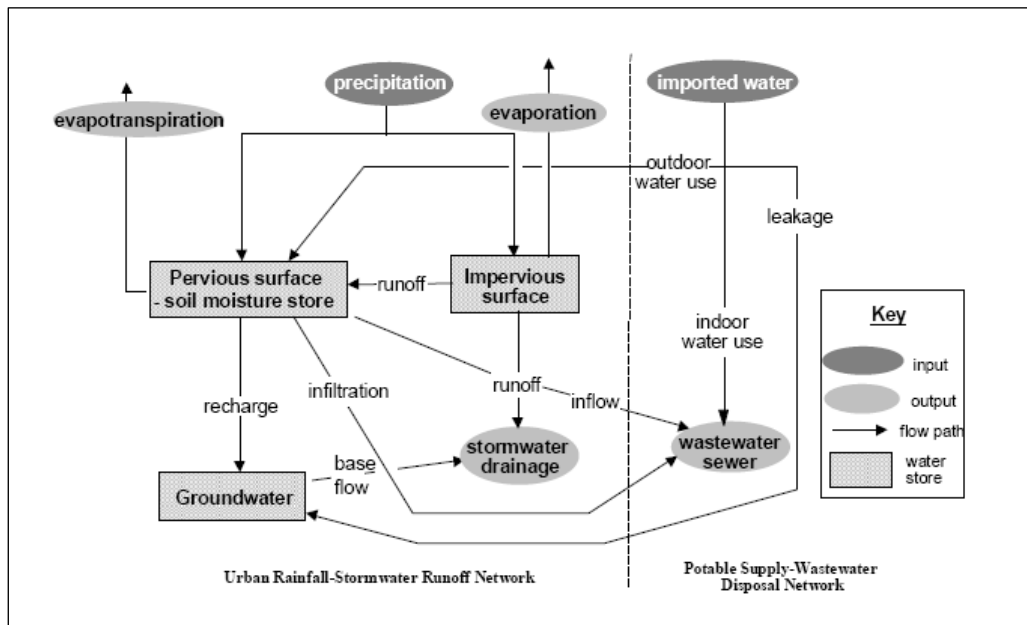 precipitation
imported water
evapotranspiration
evaporation
outdoor
water use
leakage
Pervious surface
- soil moisture store
runoff
Impervious
surface
Key
input
output
flow path
water
store
indoor
water use
infiltration
runoff
inflow
recharge
stormwater
drainage
wastewater
sewer
base
flow
Groundwater
Urban Rainfall-Stormwater Runoff Network
Potable Supply-Wastewater
Disposal Network